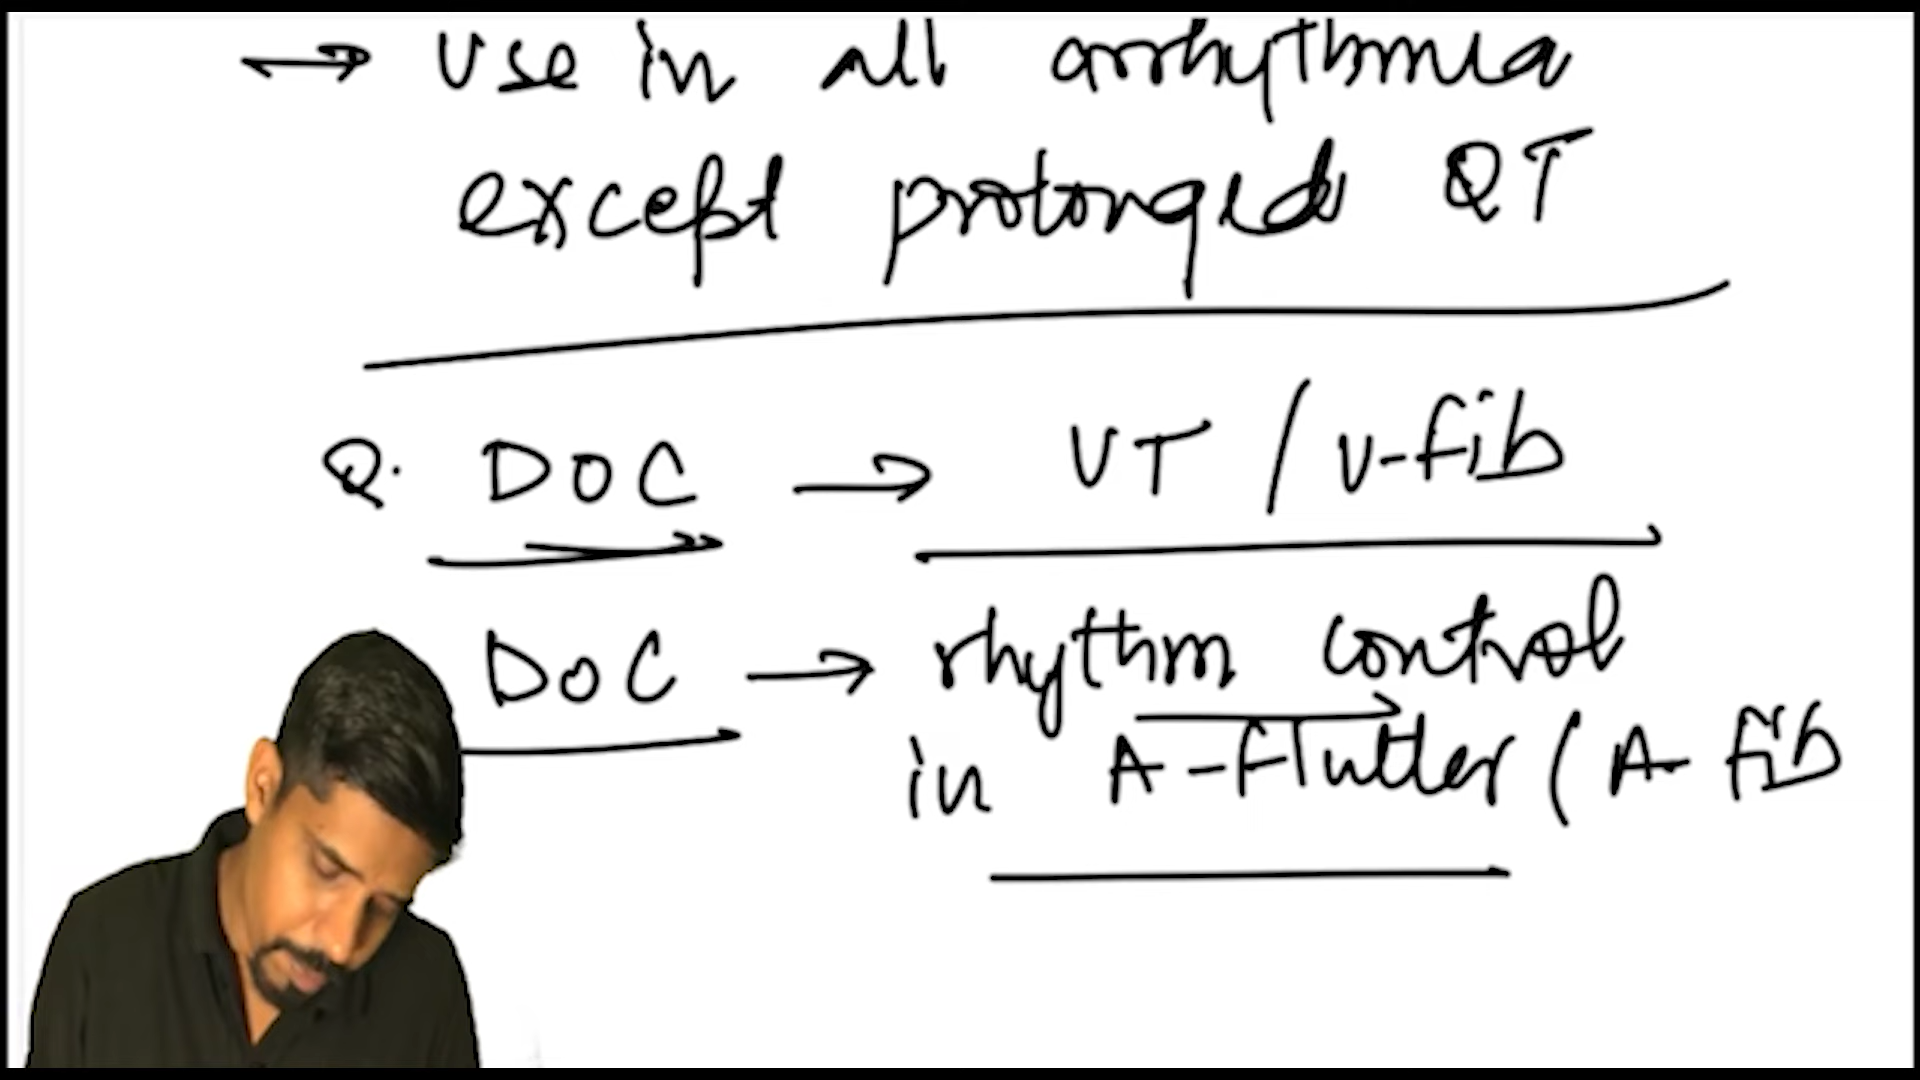 → Use in all arrhythmia
except prolonged QT
Q. DOC → VT / V-fib
DOC → rhythm control
in A-flutter ( A-fib